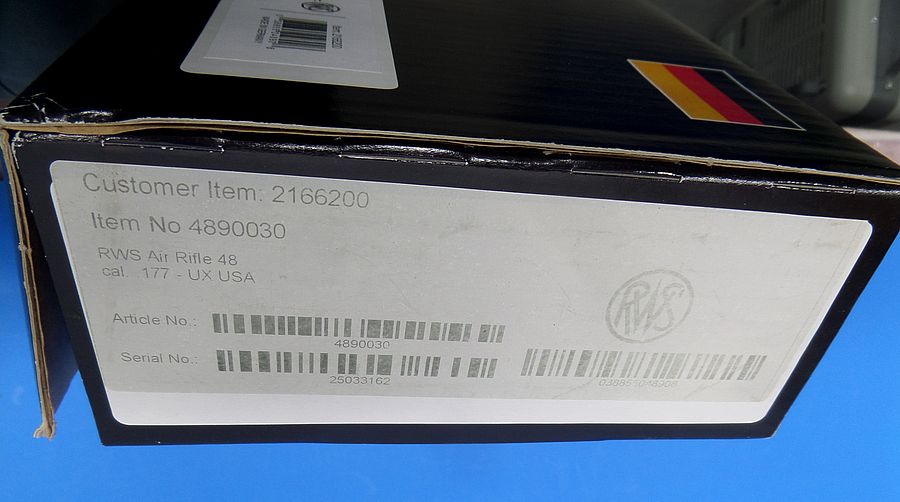 Customer Item: 2166200
Item No 4890030
RWS Air Rifle 48
cal. 177 - UX USA
Article No.:
4890030
Serial No.:
25033162
RWS